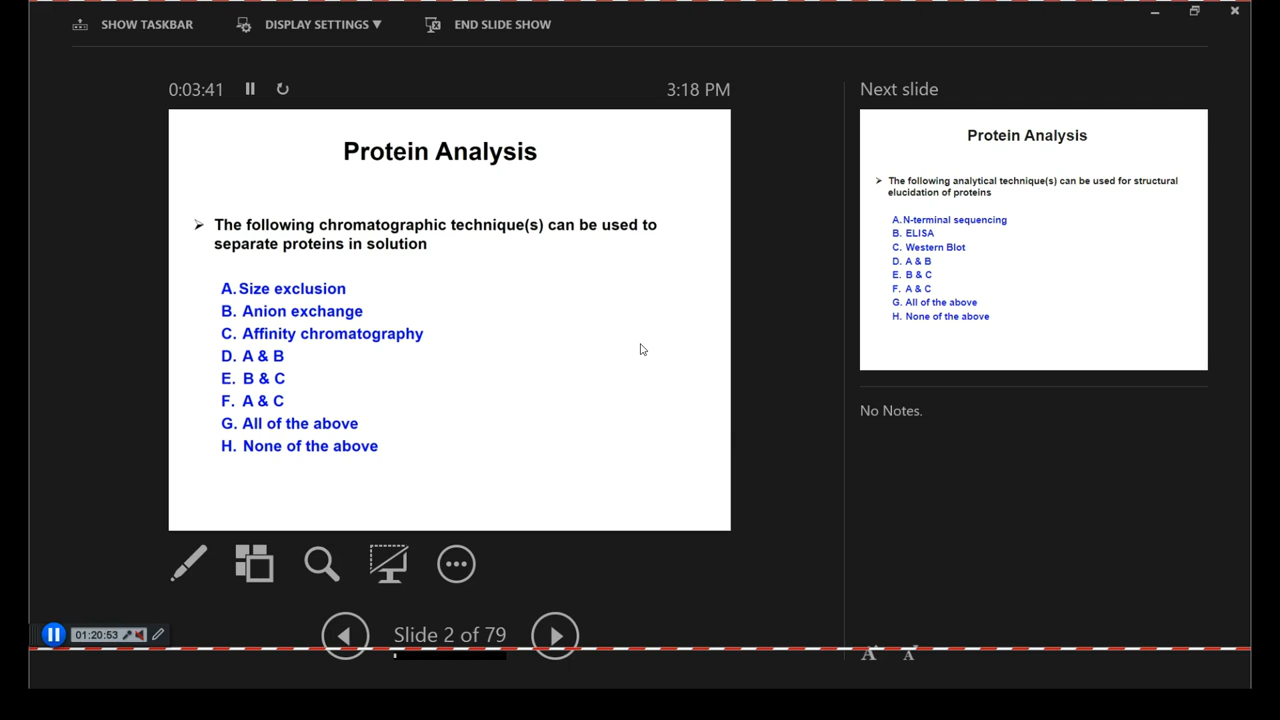 SHOW TASKBAR
DISPLAY SETTINGS ▼
END SLIDE SHOW
0:03:41
3:18 PM
Protein Analysis
➢ The following chromatographic technique(s) can be used to
separate proteins in solution
A. Size exclusion
B. Anion exchange
C. Affinity chromatography
D. A & B
E. B & C
F. A & C
G. All of the above
H. None of the above
Next slide
Protein Analysis
➢ The following analytical technique(s) can be used for structural
elucidation of proteins
A. N-terminal sequencing
B. ELISA
C. Western Blot
D. A & B
E. B & C
F. A & C
G. All of the above
H. None of the above
No Notes.
01:20:53
Slide 2 of 79
A
A